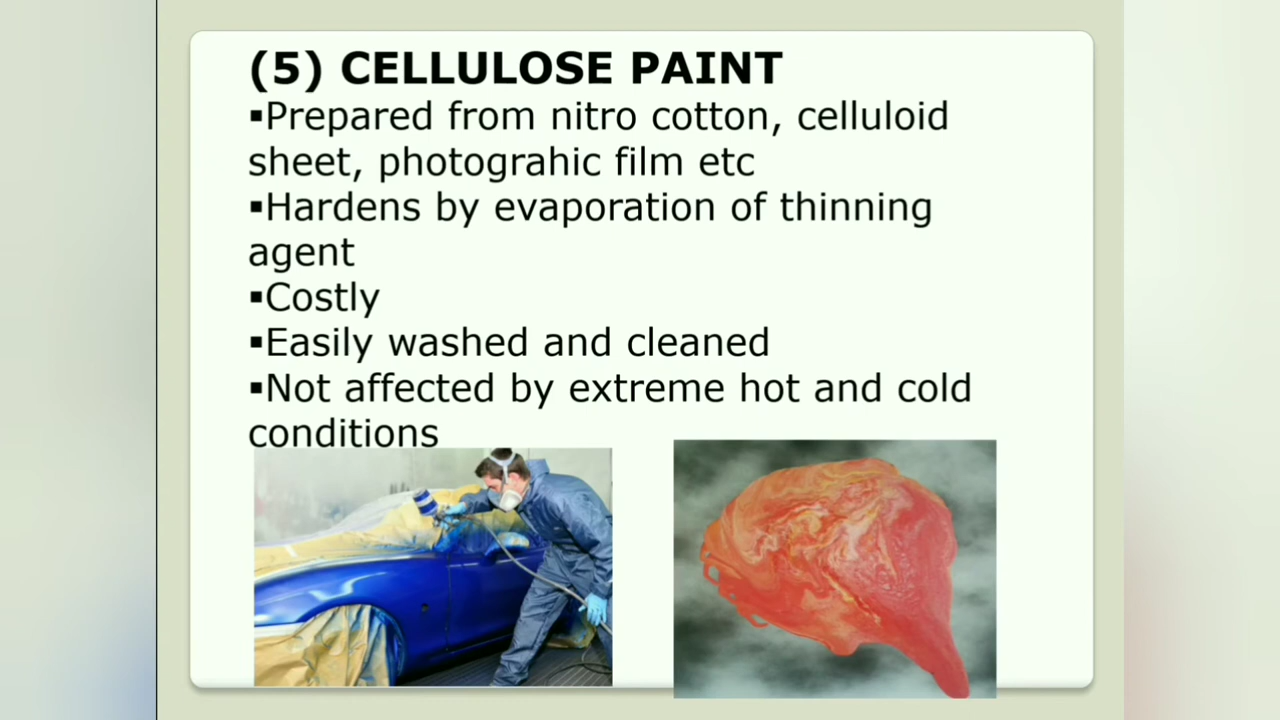 (5) CELLULOSE PAINT
▪Prepared from nitro cotton, celluloid
sheet, photograhic film etc
▪Hardens by evaporation of thinning
agent
▪Costly
▪Easily washed and cleaned
▪Not affected by extreme hot and cold
conditions